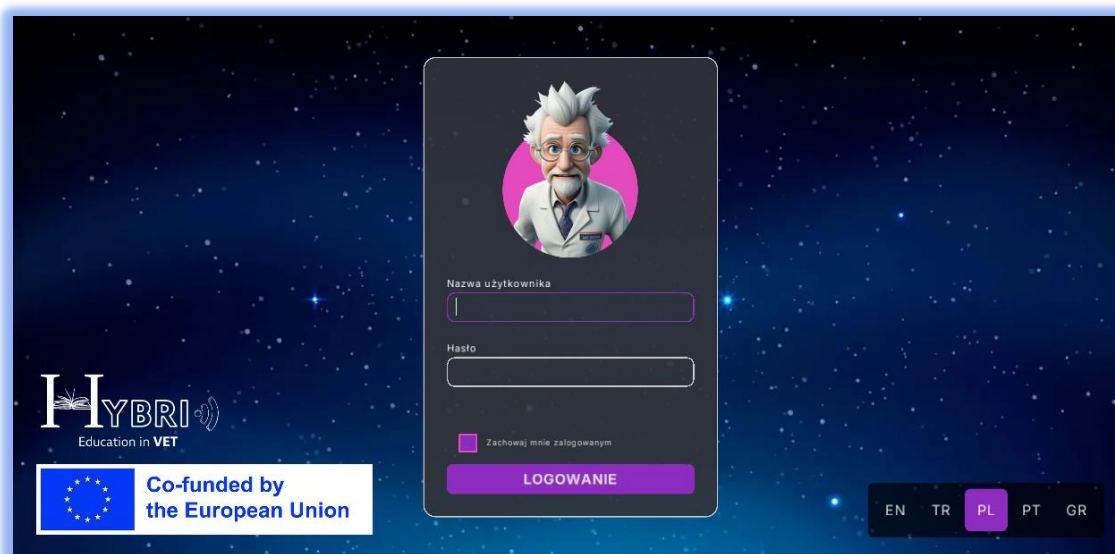 Nazwa użytkownika
Hasło
Zachowaj mnie zalogowanym
LOGOWANIE
HYBRID
Education in VET
Co-funded by
the European Union
EN TR PL PT GR